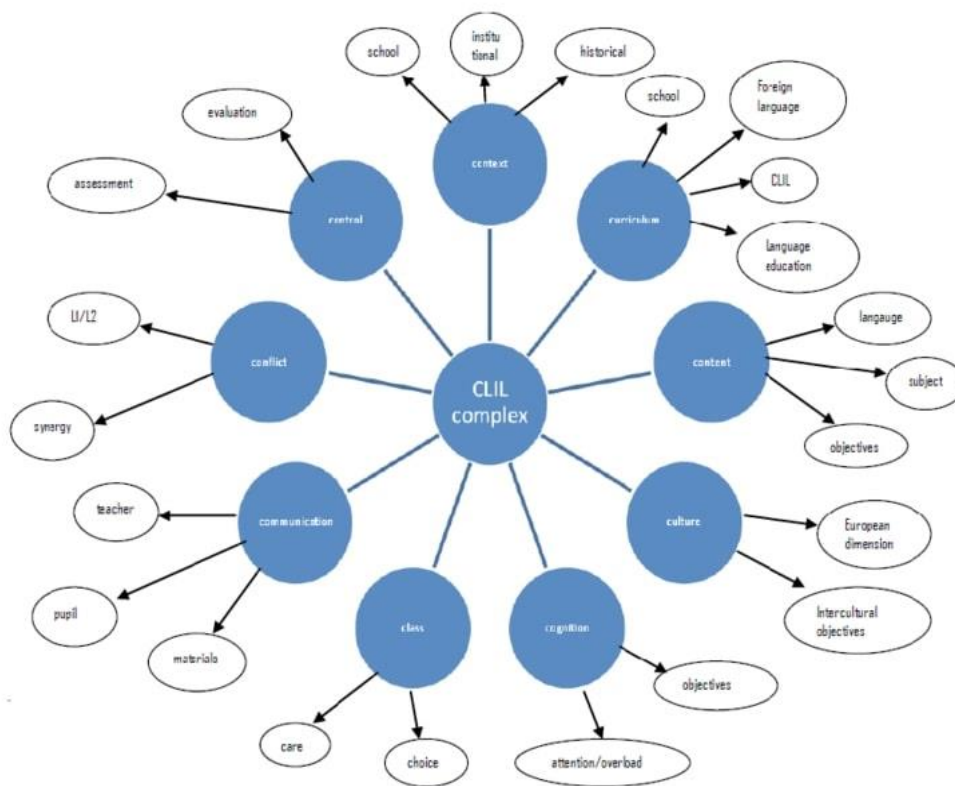 school
institu
tional
historical
school
Foreign
language
evaluation
context
assessment
control
curriculum
CLIL
Language
education
L1/L2
conflict
content
langauge
subject
CLIL
complex
synergy
objectives
teacher
communication
culture
European
dimension
pupil
materials
class
cognition
Intercultural
objectives
objectives
care
choice
attention/overload